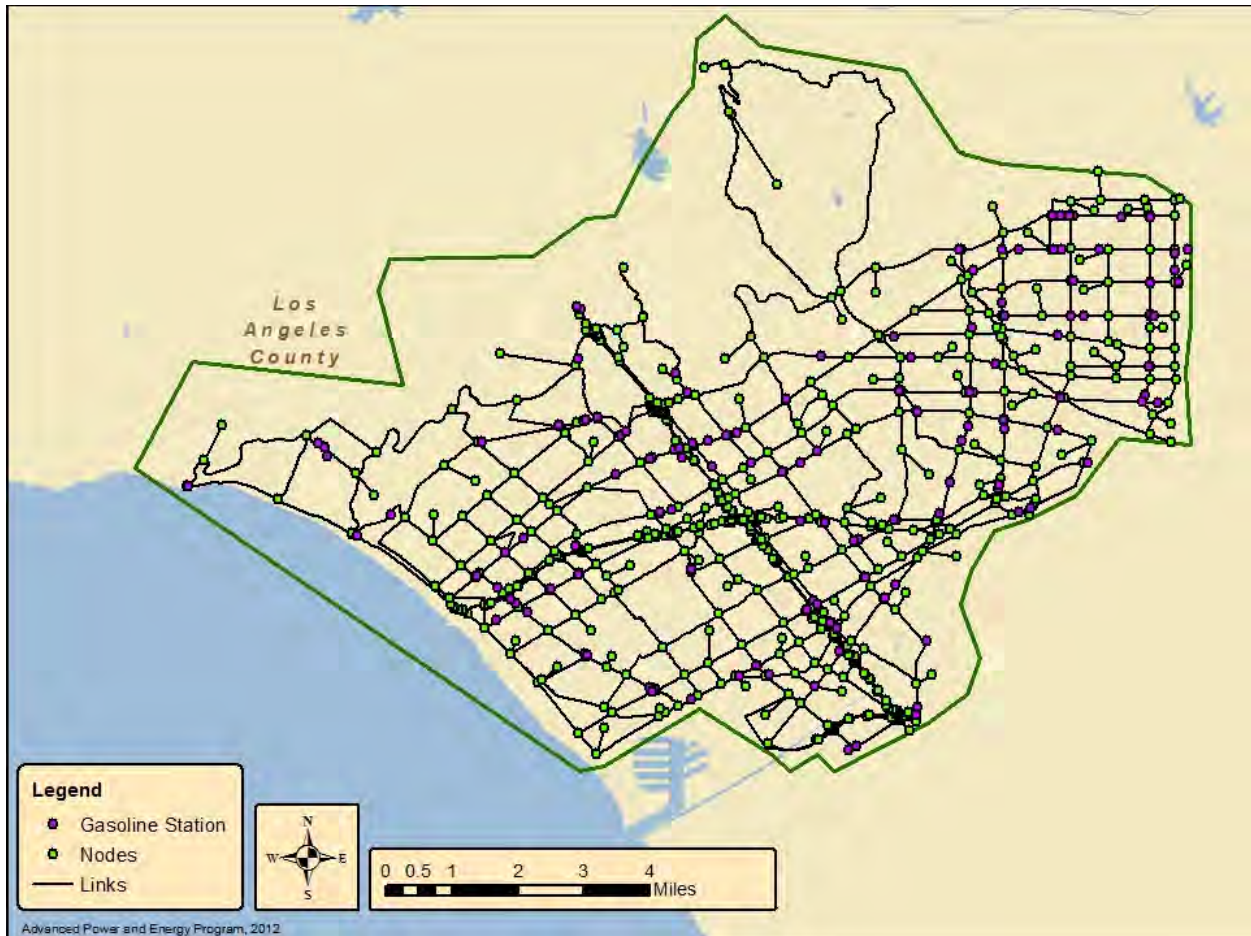 Los
Angeles
County
Legend
Gasoline Station
Nodes
Links
N
W E
S
0 0.5 1 2 3 4
Miles
Advanced Power and Energy Program, 2012